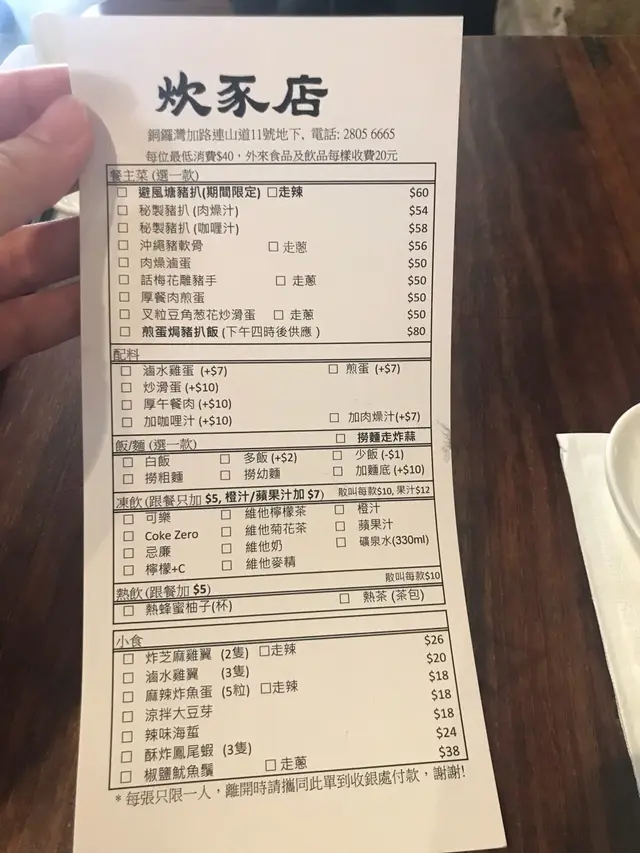 炊豕店
銅鑼灣加路連山道11號地下, 電話: 2805 6665
每位最低消費$40，外來食品及飲品每樣收費20元
餐主菜 (選一款)
☐ 避風塘豬扒(期間限定) ☐走辣 $60
☐ 秘製豬扒 (肉燥汁) $54
☐ 秘製豬扒 (咖喱汁) $58
☐ 沖繩豬軟骨 ☐ 走蔥 $56
☐ 肉燥滷蛋 $50
☐ 話梅花雕豬手 ☐ 走蔥 $50
☐ 厚餐肉煎蛋 $50
☐ 叉粒豆角葱花炒滑蛋 ☐ 走蔥 $50
☐ 煎蛋焗豬扒飯 (下午四時後供應 ) $80
配料
☐ 滷水雞蛋 (+$7) ☐ 煎蛋 (+$7)
☐ 炒滑蛋 (+$10)
☐ 厚午餐肉 (+$10)
☐ 加咖喱汁 (+$10) ☐ 加肉燥汁(+$7)
飯/麵 (選一款) ☐ 撈麵走炸蒜
☐ 白飯 ☐ 多飯 (+$2) ☐ 少飯 (-$1)
☐ 撈粗麵 ☐ 撈幼麵 ☐ 加麵底 (+$10)
凍飲 (跟餐只加 $5, 橙汁/蘋果汁加 $7) 散叫每款$10, 果汁$12
☐ 可樂 ☐ 維他檸檬茶 ☐ 橙汁
☐ Coke Zero ☐ 維他菊花茶 ☐ 蘋果汁
☐ 忌廉 ☐ 維他奶 ☐ 礦泉水(330ml)
☐ 檸檬+C ☐ 維他麥精
熱飲 (跟餐加 $5) 散叫每款$10
☐ 熱蜂蜜柚子(杯) ☐ 熱茶 (茶包)
小食
☐ 炸芝麻雞翼 (2隻) ☐走辣 $26
☐ 滷水雞翼 (3隻) $20
☐ 麻辣炸魚蛋 (5粒) ☐走辣 $18
☐ 涼拌大豆芽 $18
☐ 辣味海蜇 $18
☐ 酥炸鳳尾蝦 (3隻) $24
☐ 椒鹽魷魚鬚 ☐ 走蔥 $38
* 每張只限一人，離開時請攜同此單到收銀處付款，謝謝!